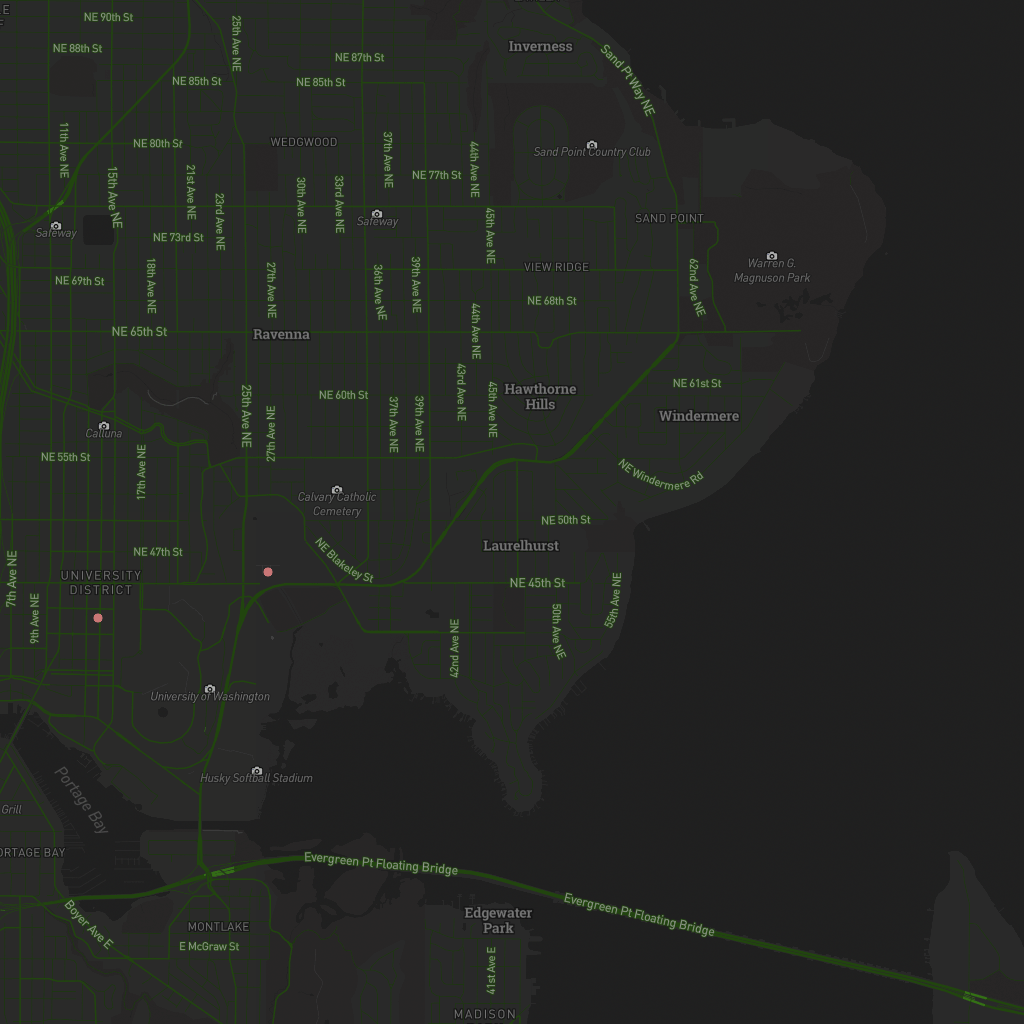 NE 90th St
25th Ave NE
Inverness
NE 88th St
NE 87th St
Sand Pt Way NE
NE 85th St
NE 85th St
11th Ave NE
NE 80th St
WEDGWOOD
37th Ave NE
44th Ave NE
Sand Point Country Club
15th Ave NE
21st Ave NE
23rd Ave NE
30th Ave NE
33rd Ave NE
NE 77th St
Safeway
Safeway
45th Ave NE
SAND POINT
NE 73rd St
18th Ave NE
27th Ave NE
36th Ave NE
39th Ave NE
VIEW RIDGE
62nd Ave NE
Warren G.
Magnuson Park
NE 69th St
NE 68th St
NE 65th St
Ravenna
44th Ave NE
43rd Ave NE
45th Ave NE
Hawthorne
Hills
NE 61st St
25th Ave NE
27th Ave NE
NE 60th St
37th Ave NE
39th Ave NE
Windermere
Calluna
NE 55th St
17th Ave NE
NE Windermere Rd
Calvary Catholic
Cemetery
NE 50th St
Laurelhurst
NE 47th St
NE Blakeley St
7th Ave NE
UNIVERSITY
DISTRICT
NE 45th St
9th Ave NE
42nd Ave NE
50th Ave NE
55th Ave NE
University of Washington
Husky Softball Stadium
Portage Bay
Grill
ORTAGE BAY
Evergreen Pt Floating Bridge
Evergreen Pt Floating Bridge
Boyer Ave E
MONTLAKE
E McGraw St
Edgewater
Park
41st Ave E
MADISON